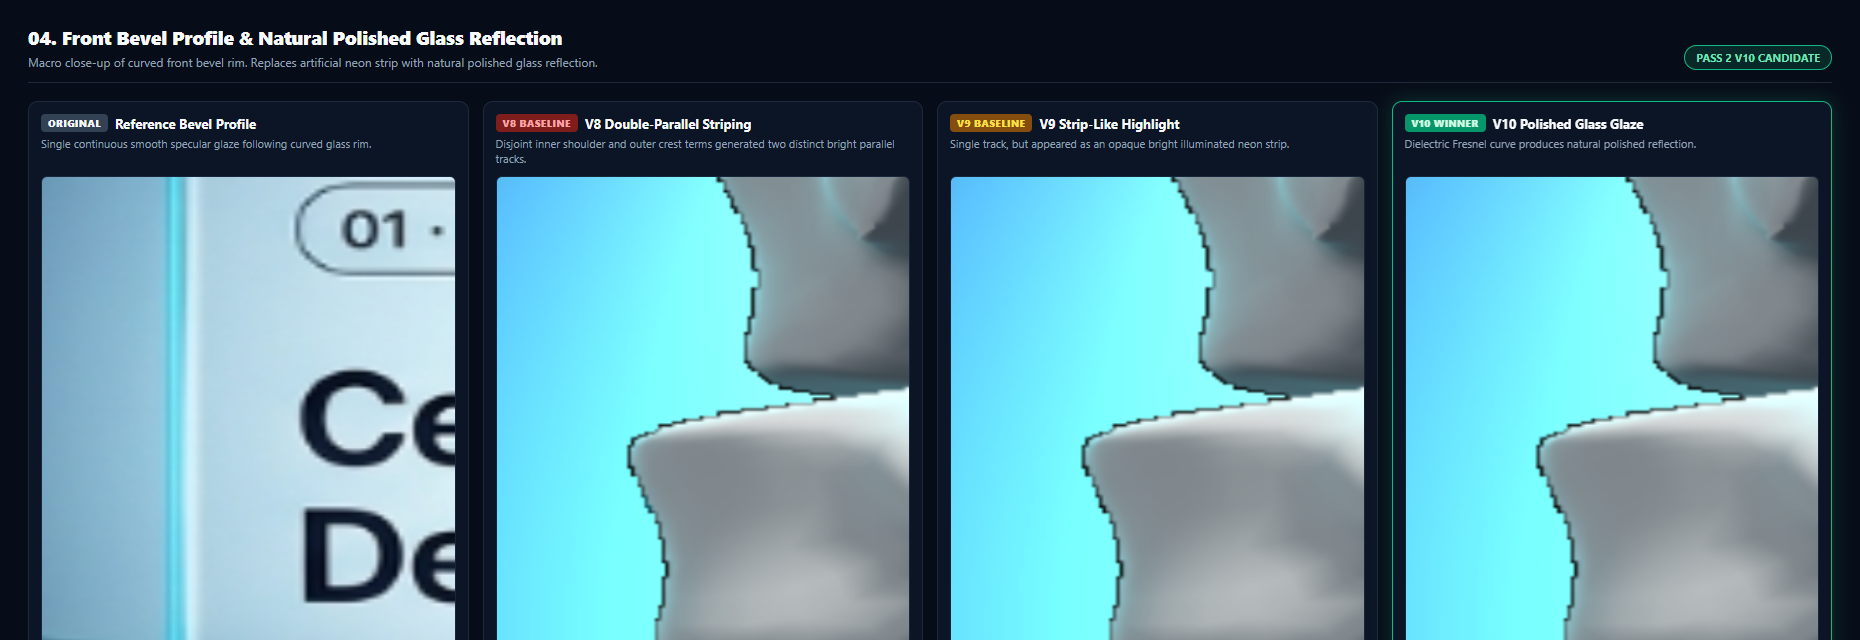 04. Front Bevel Profile & Natural Polished Glass Reflection
Macro close-up of curved front bevel rim. Replaces artificial neon strip with natural polished glass reflection.
PASS 2 V10 CANDIDATE
ORIGINAL Reference Bevel Profile
Single continuous smooth specular glaze following curved glass rim.
01 ·
Ce
De
V8 BASELINE V8 Double-Parallel Striping
Disjoint inner shoulder and outer crest terms generated two distinct bright parallel
tracks.
V9 BASELINE V9 Strip-Like Highlight
Single track, but appeared as an opaque bright illuminated neon strip.
V10 WINNER V10 Polished Glass Glaze
Dielectric Fresnel curve produces natural polished reflection.